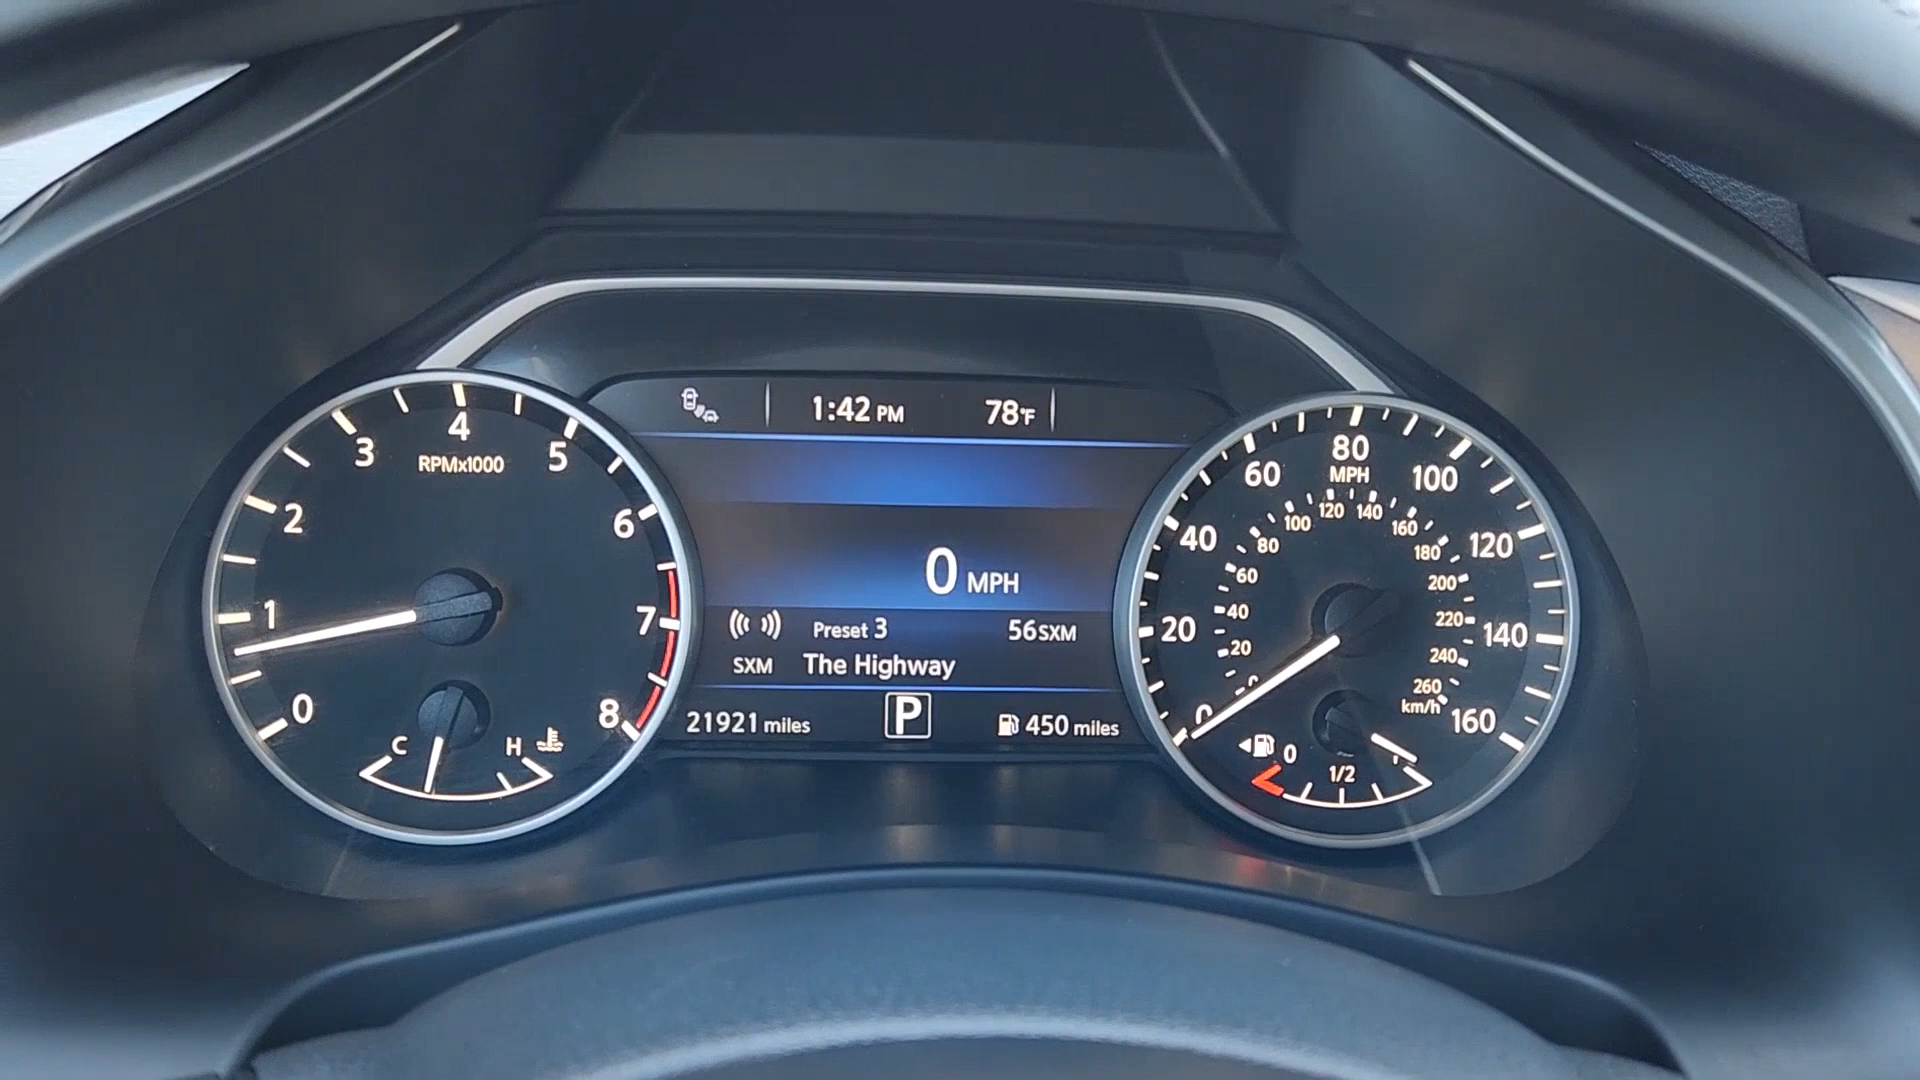 1:42 PM 78°F
0 MPH
Preset 3 56SXM
SXM The Highway
21921 miles P 450 miles
0 1 2 3 4 5 6 7 8
RPMx1000
C H
0 20 40 60 80 100 120 140 160
MPH
0 20 40 60 80 100 120 140 160 180 200 220 240 260
km/h
0 1/2